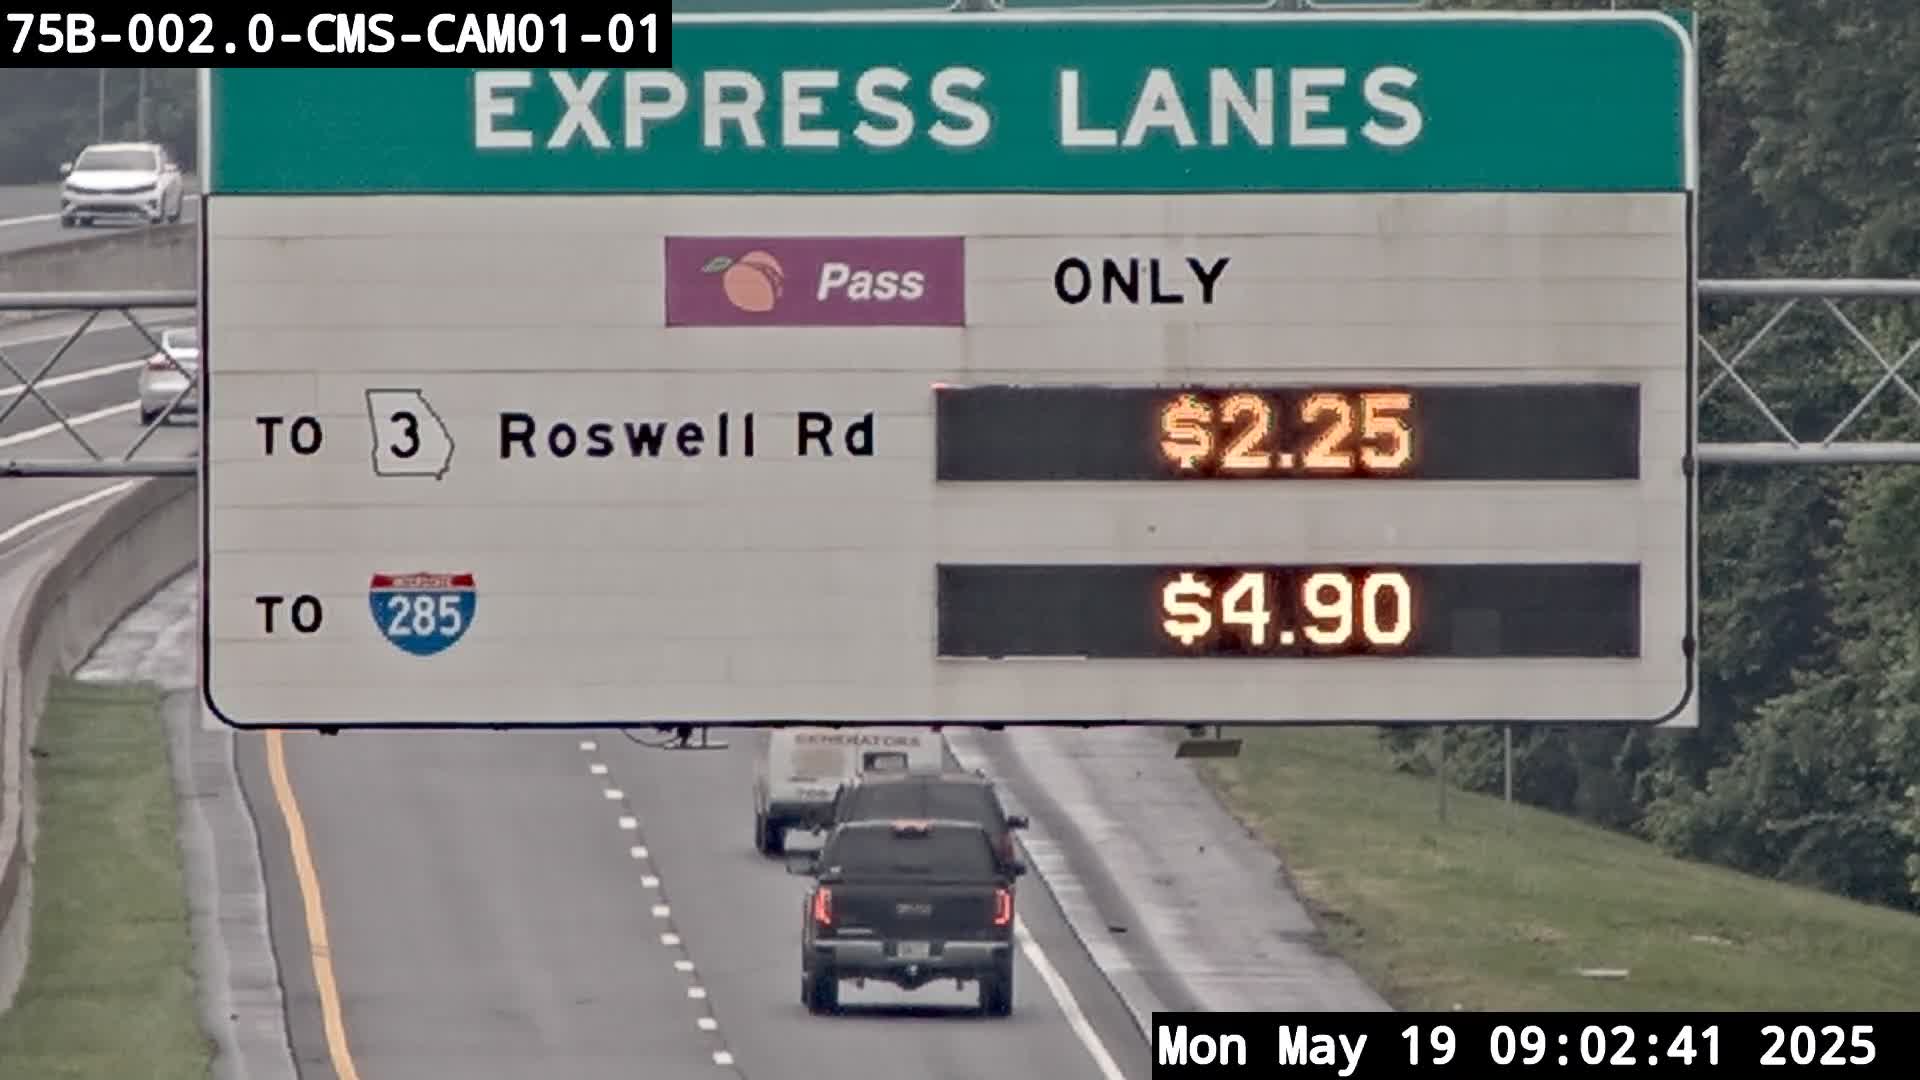 75B-002.0-CMS-CAM01-01
EXPRESS LANES
Pass ONLY
TO 3 Roswell Rd $2.25
TO 285 $4.90
GENERATORS
Mon May 19 09:02:41 2025